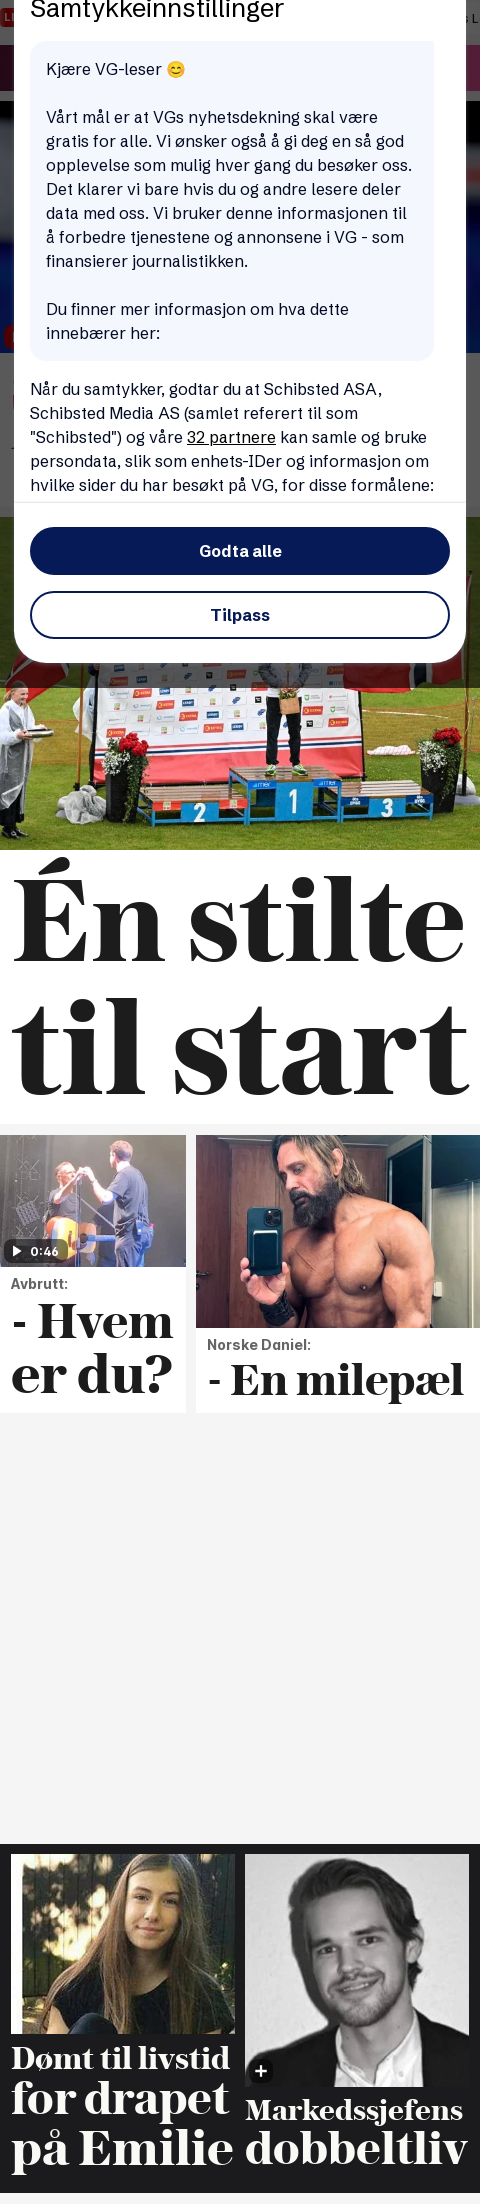 Samtykkeinnstillinger
Kjære VG-leser 😊
Vårt mål er at VGs nyhetsdekning skal være
gratis for alle. Vi ønsker også å gi deg en så god
opplevelse som mulig hver gang du besøker oss.
Det klarer vi bare hvis du og andre lesere deler
data med oss. Vi bruker denne informasjonen til
å forbedre tjenestene og annonsene i VG - som
finansierer journalistikken.
Du finner mer informasjon om hva dette
innebærer her:
Når du samtykker, godtar du at Schibsted ASA,
Schibsted Media AS (samlet referert til som
"Schibsted") og våre 32 partnere kan samle og bruke
persondata, slik som enhets-IDer og informasjon om
hvilke sider du har besøkt på VG, for disse formålene:
Godta alle
Tilpass
2
1
3
Én stilte
til start
0:46
Avbrutt:
- Hvem
er du?
Norske Daniel:
- En milepæl
Dømt til livstid
for drapet
på Emilie
Markedssjefens
dobbeltliv